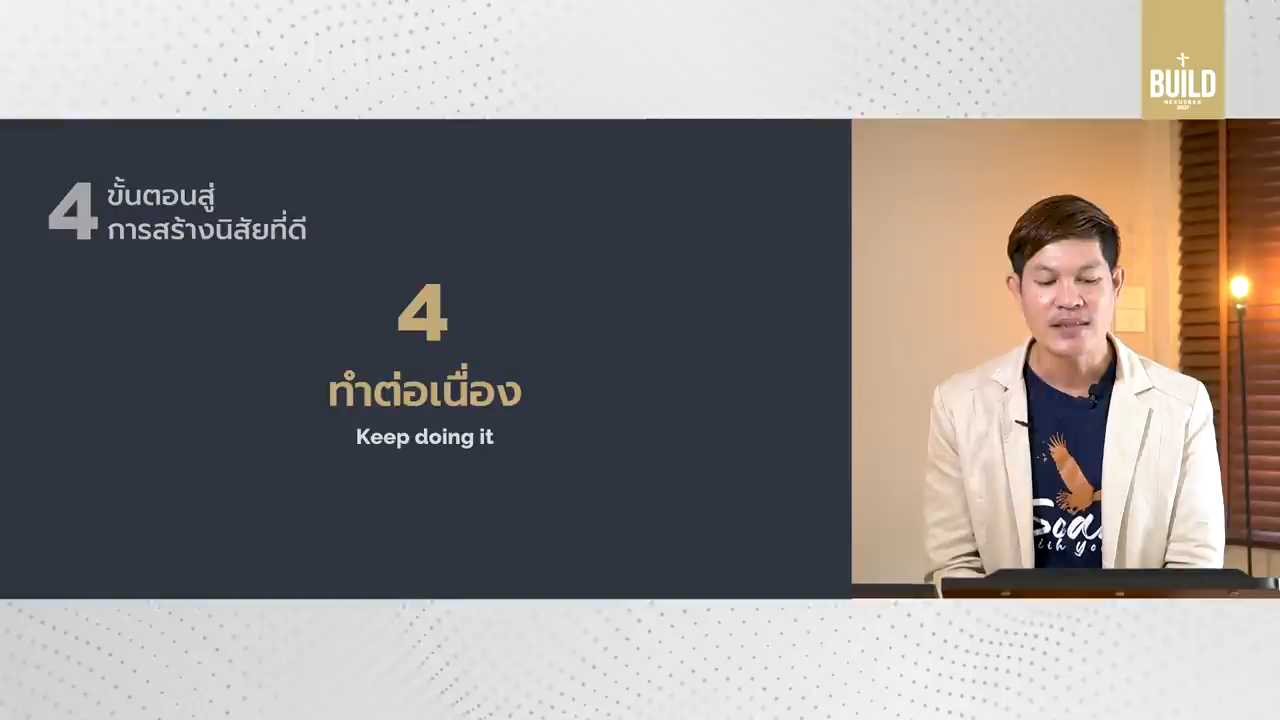 BUILD
4 ขั้นตอนสู่
การสร้างนิสัยที่ดี
4
ทำต่อเนื่อง
Keep doing it